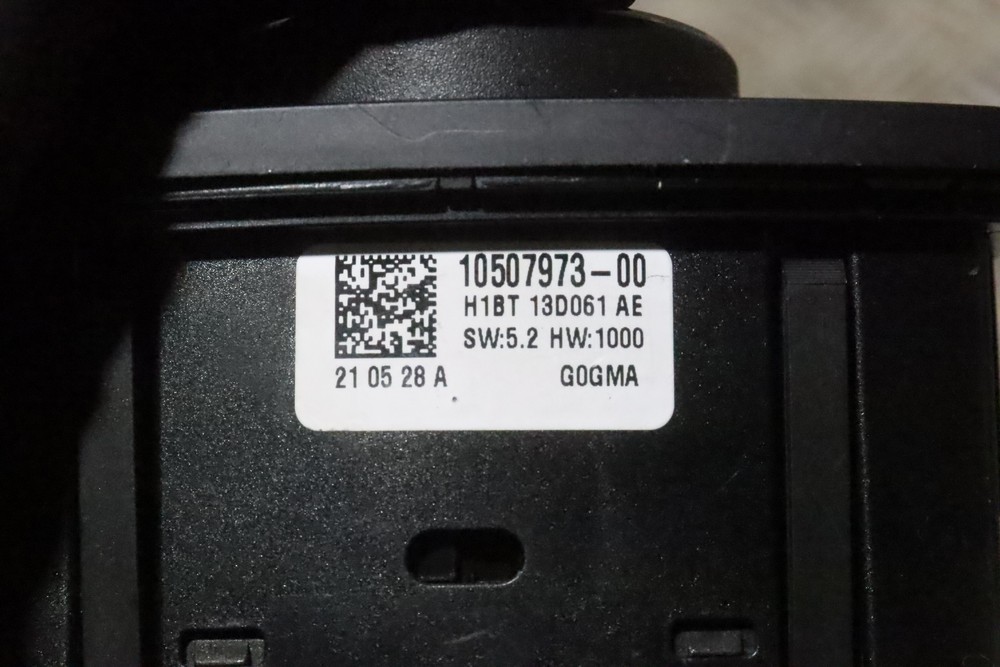 10507973-00
H1BT 13D061 AE
SW:5.2 HW:1000
21 05 28 A G0GMA